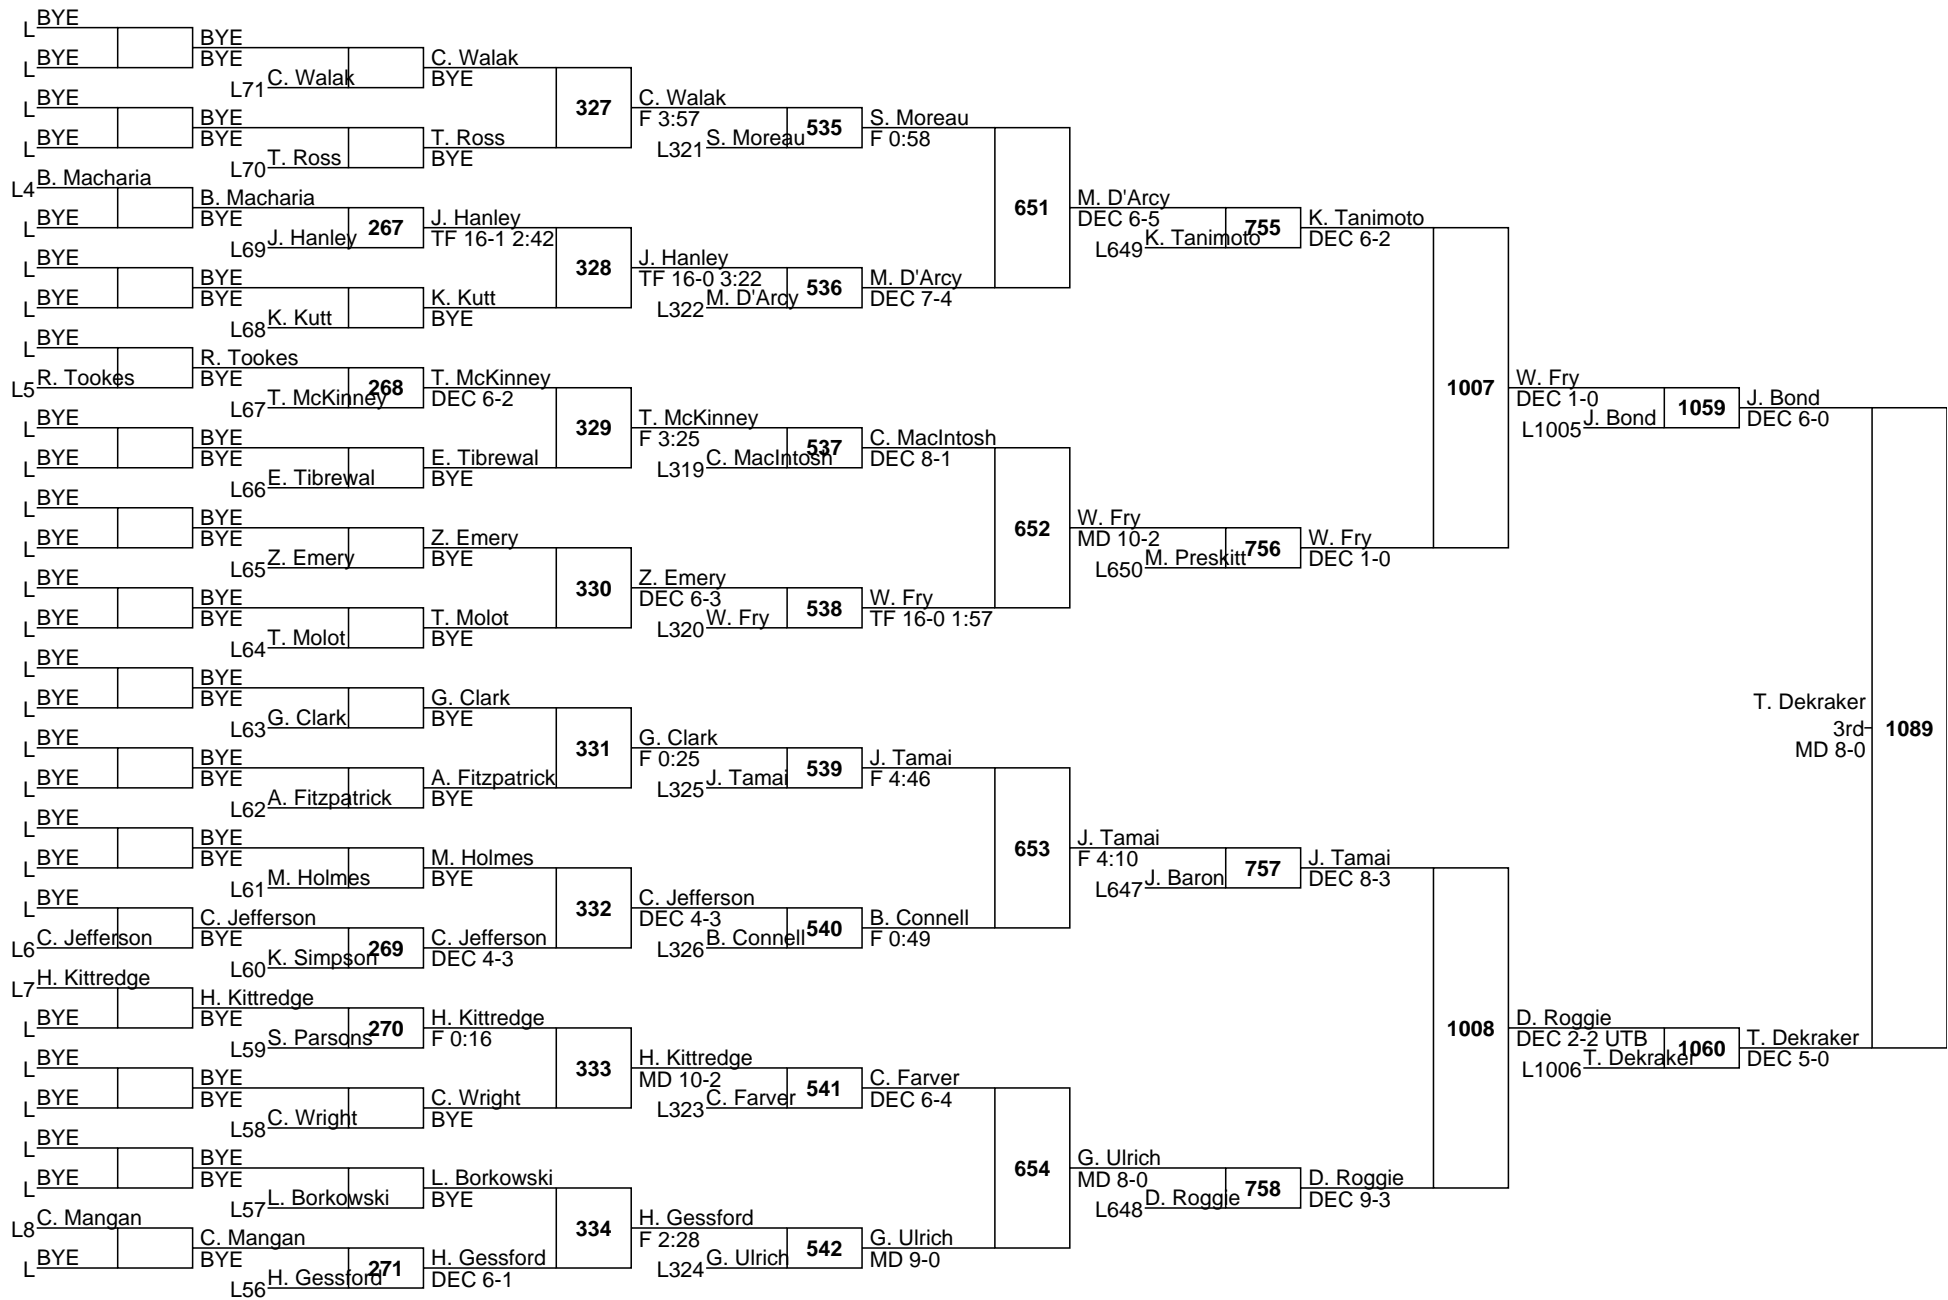 L BYE
BYE
L BYE
BYE
L71 C. Walak
C. Walak
BYE
L BYE
BYE
L BYE
BYE
L70 T. Ross
T. Ross
BYE
327
C. Walak
F 3:57
L321 S. Moreau
535
S. Moreau
F 0:58
L4 B. Macharia
B. Macharia
L BYE
BYE
L69 J. Hanley
267
J. Hanley
TF 16-1 2:42
L BYE
BYE
L BYE
BYE
L68 K. Kutt
K. Kutt
BYE
328
J. Hanley
TF 16-0 3:22
L322 M. D'Arcy
536
M. D'Arcy
DEC 7-4
651
M. D'Arcy
DEC 6-5
L649 K. Tanimoto
755
K. Tanimoto
DEC 6-2
L BYE
R. Tookes
L5 R. Tookes
BYE
L67 T. McKinney
268
T. McKinney
DEC 6-2
L BYE
BYE
L BYE
BYE
L66 E. Tibrewal
E. Tibrewal
BYE
329
T. McKinney
F 3:25
L319 C. MacIntosh
537
C. MacIntosh
DEC 8-1
L BYE
BYE
L BYE
BYE
L65 Z. Emery
Z. Emery
BYE
L BYE
BYE
L BYE
BYE
L64 T. Molot
T. Molot
BYE
330
Z. Emery
DEC 6-3
L320 W. Fry
538
W. Fry
TF 16-0 1:57
652
W. Fry
MD 10-2
L650 M. Preskitt
756
W. Fry
DEC 1-0
1007
W. Fry
DEC 1-0
L1005 J. Bond
1059
J. Bond
DEC 6-0
L BYE
BYE
L BYE
BYE
L63 G. Clark
G. Clark
BYE
L BYE
BYE
L BYE
BYE
L62 A. Fitzpatrick
A. Fitzpatrick
BYE
331
G. Clark
F 0:25
L325 J. Tamai
539
J. Tamai
F 4:46
L BYE
BYE
L BYE
BYE
L61 M. Holmes
M. Holmes
BYE
L BYE
C. Jefferson
L6 C. Jefferson
BYE
L60 K. Simpson
269
C. Jefferson
DEC 4-3
332
C. Jefferson
DEC 4-3
L326 B. Connell
540
B. Connell
F 0:49
653
J. Tamai
F 4:10
L647 J. Baron
757
J. Tamai
DEC 8-3
L7 H. Kittredge
H. Kittredge
L BYE
BYE
L59 S. Parsons
270
H. Kittredge
F 0:16
L BYE
BYE
L BYE
BYE
L58 C. Wright
C. Wright
BYE
333
H. Kittredge
MD 10-2
L323 C. Farver
541
C. Farver
DEC 6-4
L BYE
BYE
L BYE
BYE
L57 L. Borkowski
L. Borkowski
BYE
L8 C. Mangan
C. Mangan
L BYE
BYE
L56 H. Gessford
271
H. Gessford
DEC 6-1
334
H. Gessford
F 2:28
L324 G. Ulrich
542
G. Ulrich
MD 9-0
654
G. Ulrich
MD 8-0
L648 D. Roggie
758
D. Roggie
DEC 9-3
1008
D. Roggie
DEC 2-2 UTB
L1006 T. Dekraker
1060
T. Dekraker
DEC 5-0
T. Dekraker
3rd
MD 8-0
1089